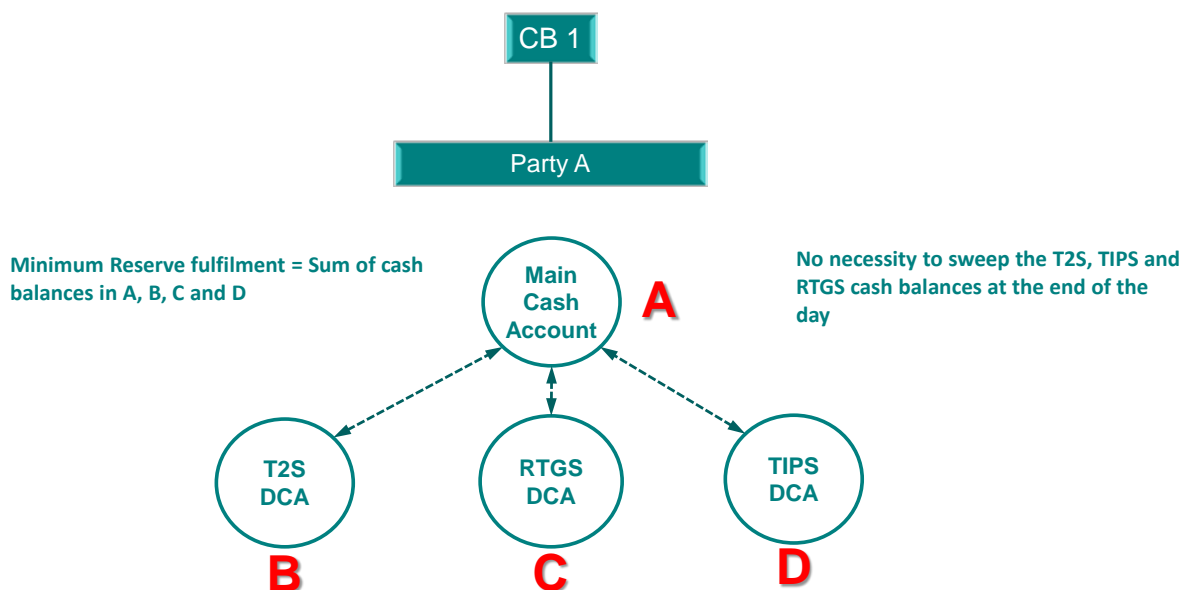 CB 1
Party A
Minimum Reserve fulfilment = Sum of cash
balances in A, B, C and D
Main
Cash
Account
A
No necessity to sweep the T2S, TIPS and
RTGS cash balances at the end of the
day
T2S
DCA
RTGS
DCA
TIPS
DCA
B
C
D